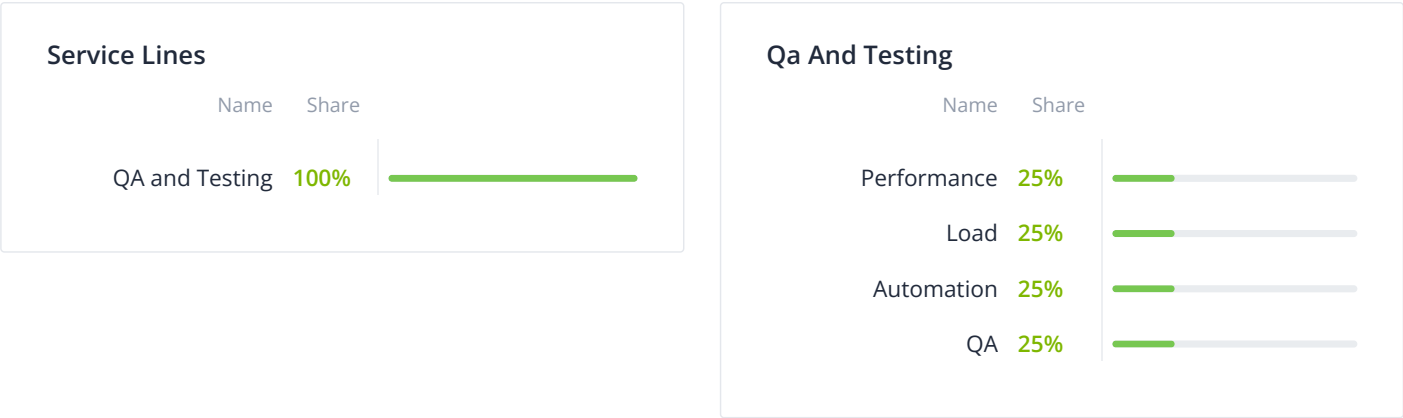 Service Lines
Name Share
QA and Testing 100%
Qa And Testing
Name Share
Performance 25%
Load 25%
Automation 25%
QA 25%